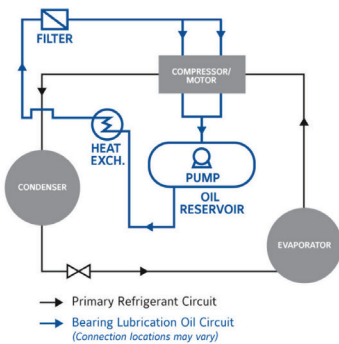 FILTER
COMPRESSOR/
MOTOR
HEAT
EXCH.
CONDENSER
PUMP
OIL
RESERVOIR
EVAPORATOR
Primary Refrigerant Circuit
Bearing Lubrication Oil Circuit
(Connection locations may vary)